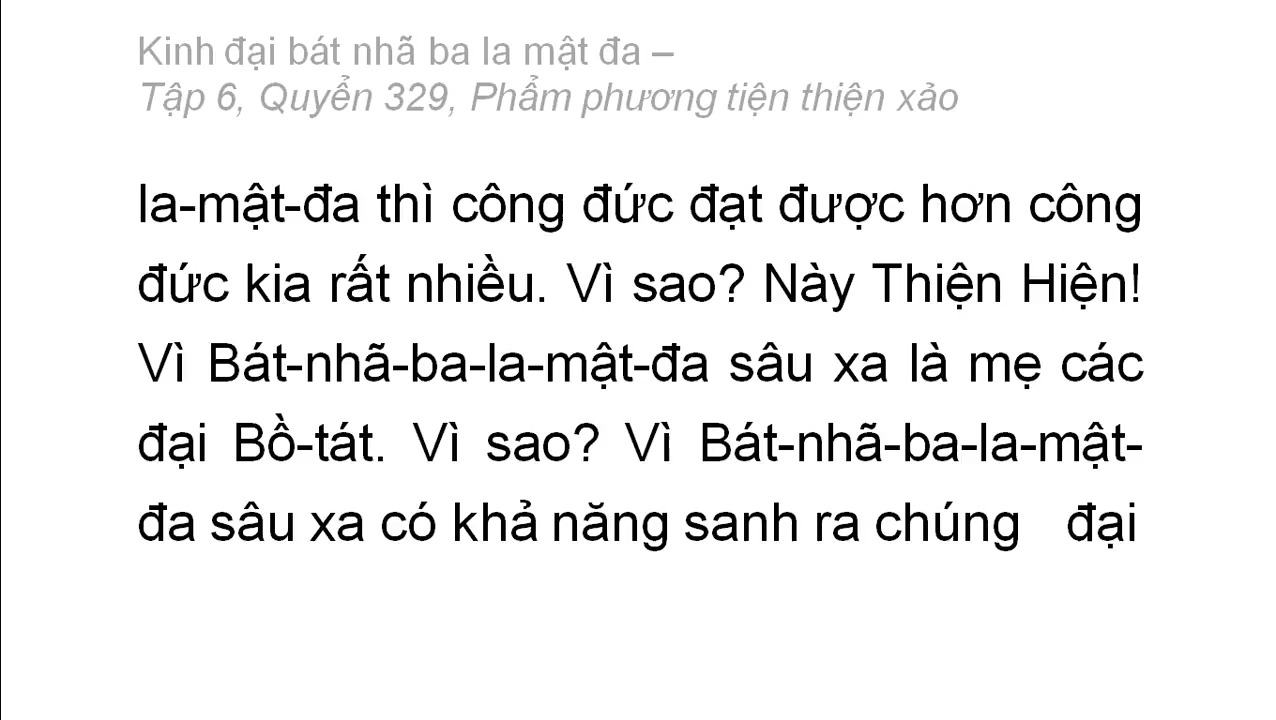 Kinh đại bát nhã ba la mật đa –
Tập 6, Quyển 329, Phẩm phương tiện thiện xảo
la-mật-đa thì công đức đạt được hơn công
đức kia rất nhiều. Vì sao? Này Thiện Hiện!
Vì Bát-nhã-ba-la-mật-đa sâu xa là mẹ các
đại Bồ-tát. Vì sao? Vì Bát-nhã-ba-la-mật-
đa sâu xa có khả năng sanh ra chúng đại